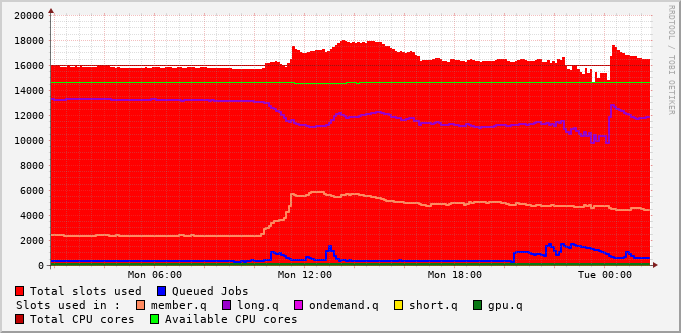 20000
18000
16000
14000
12000
10000
8000
6000
4000
2000
0
Mon 06:00 Mon 12:00 Mon 18:00 Tue 00:00
RRDTOOL / TOBI OETIKER
Total slots used Queued Jobs
Slots used in : member.q long.q ondemand.q short.q gpu.q
Total CPU cores Available CPU cores